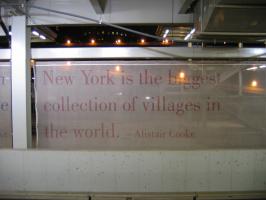 New York is the biggest
collection of villages in
the world. – Alistair Cooke